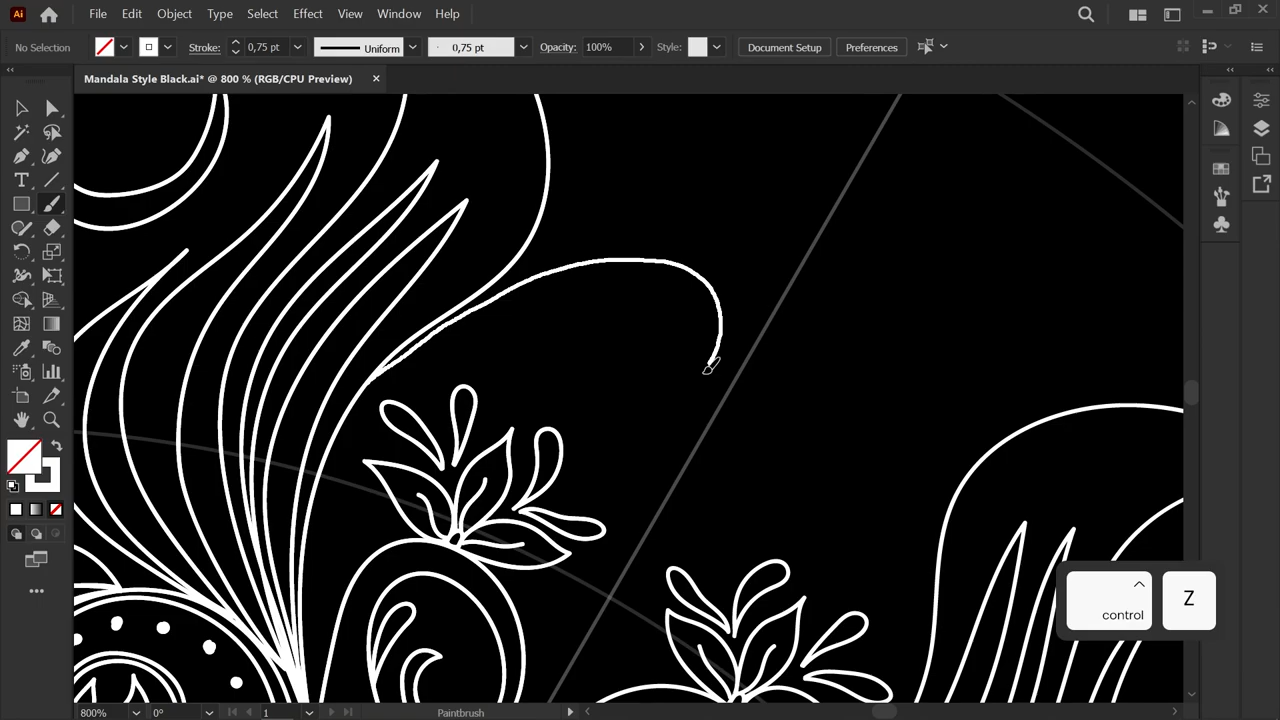 Ai File Edit Object Type Select Effect View Window Help
No Selection Stroke: 0,75 pt Uniform 0,75 pt Opacity: 100% Style: Document Setup Preferences
Mandala Style Black.ai* @ 800 % (RGB/CPU Preview)
control
Z
800% 0° 1 Paintbrush